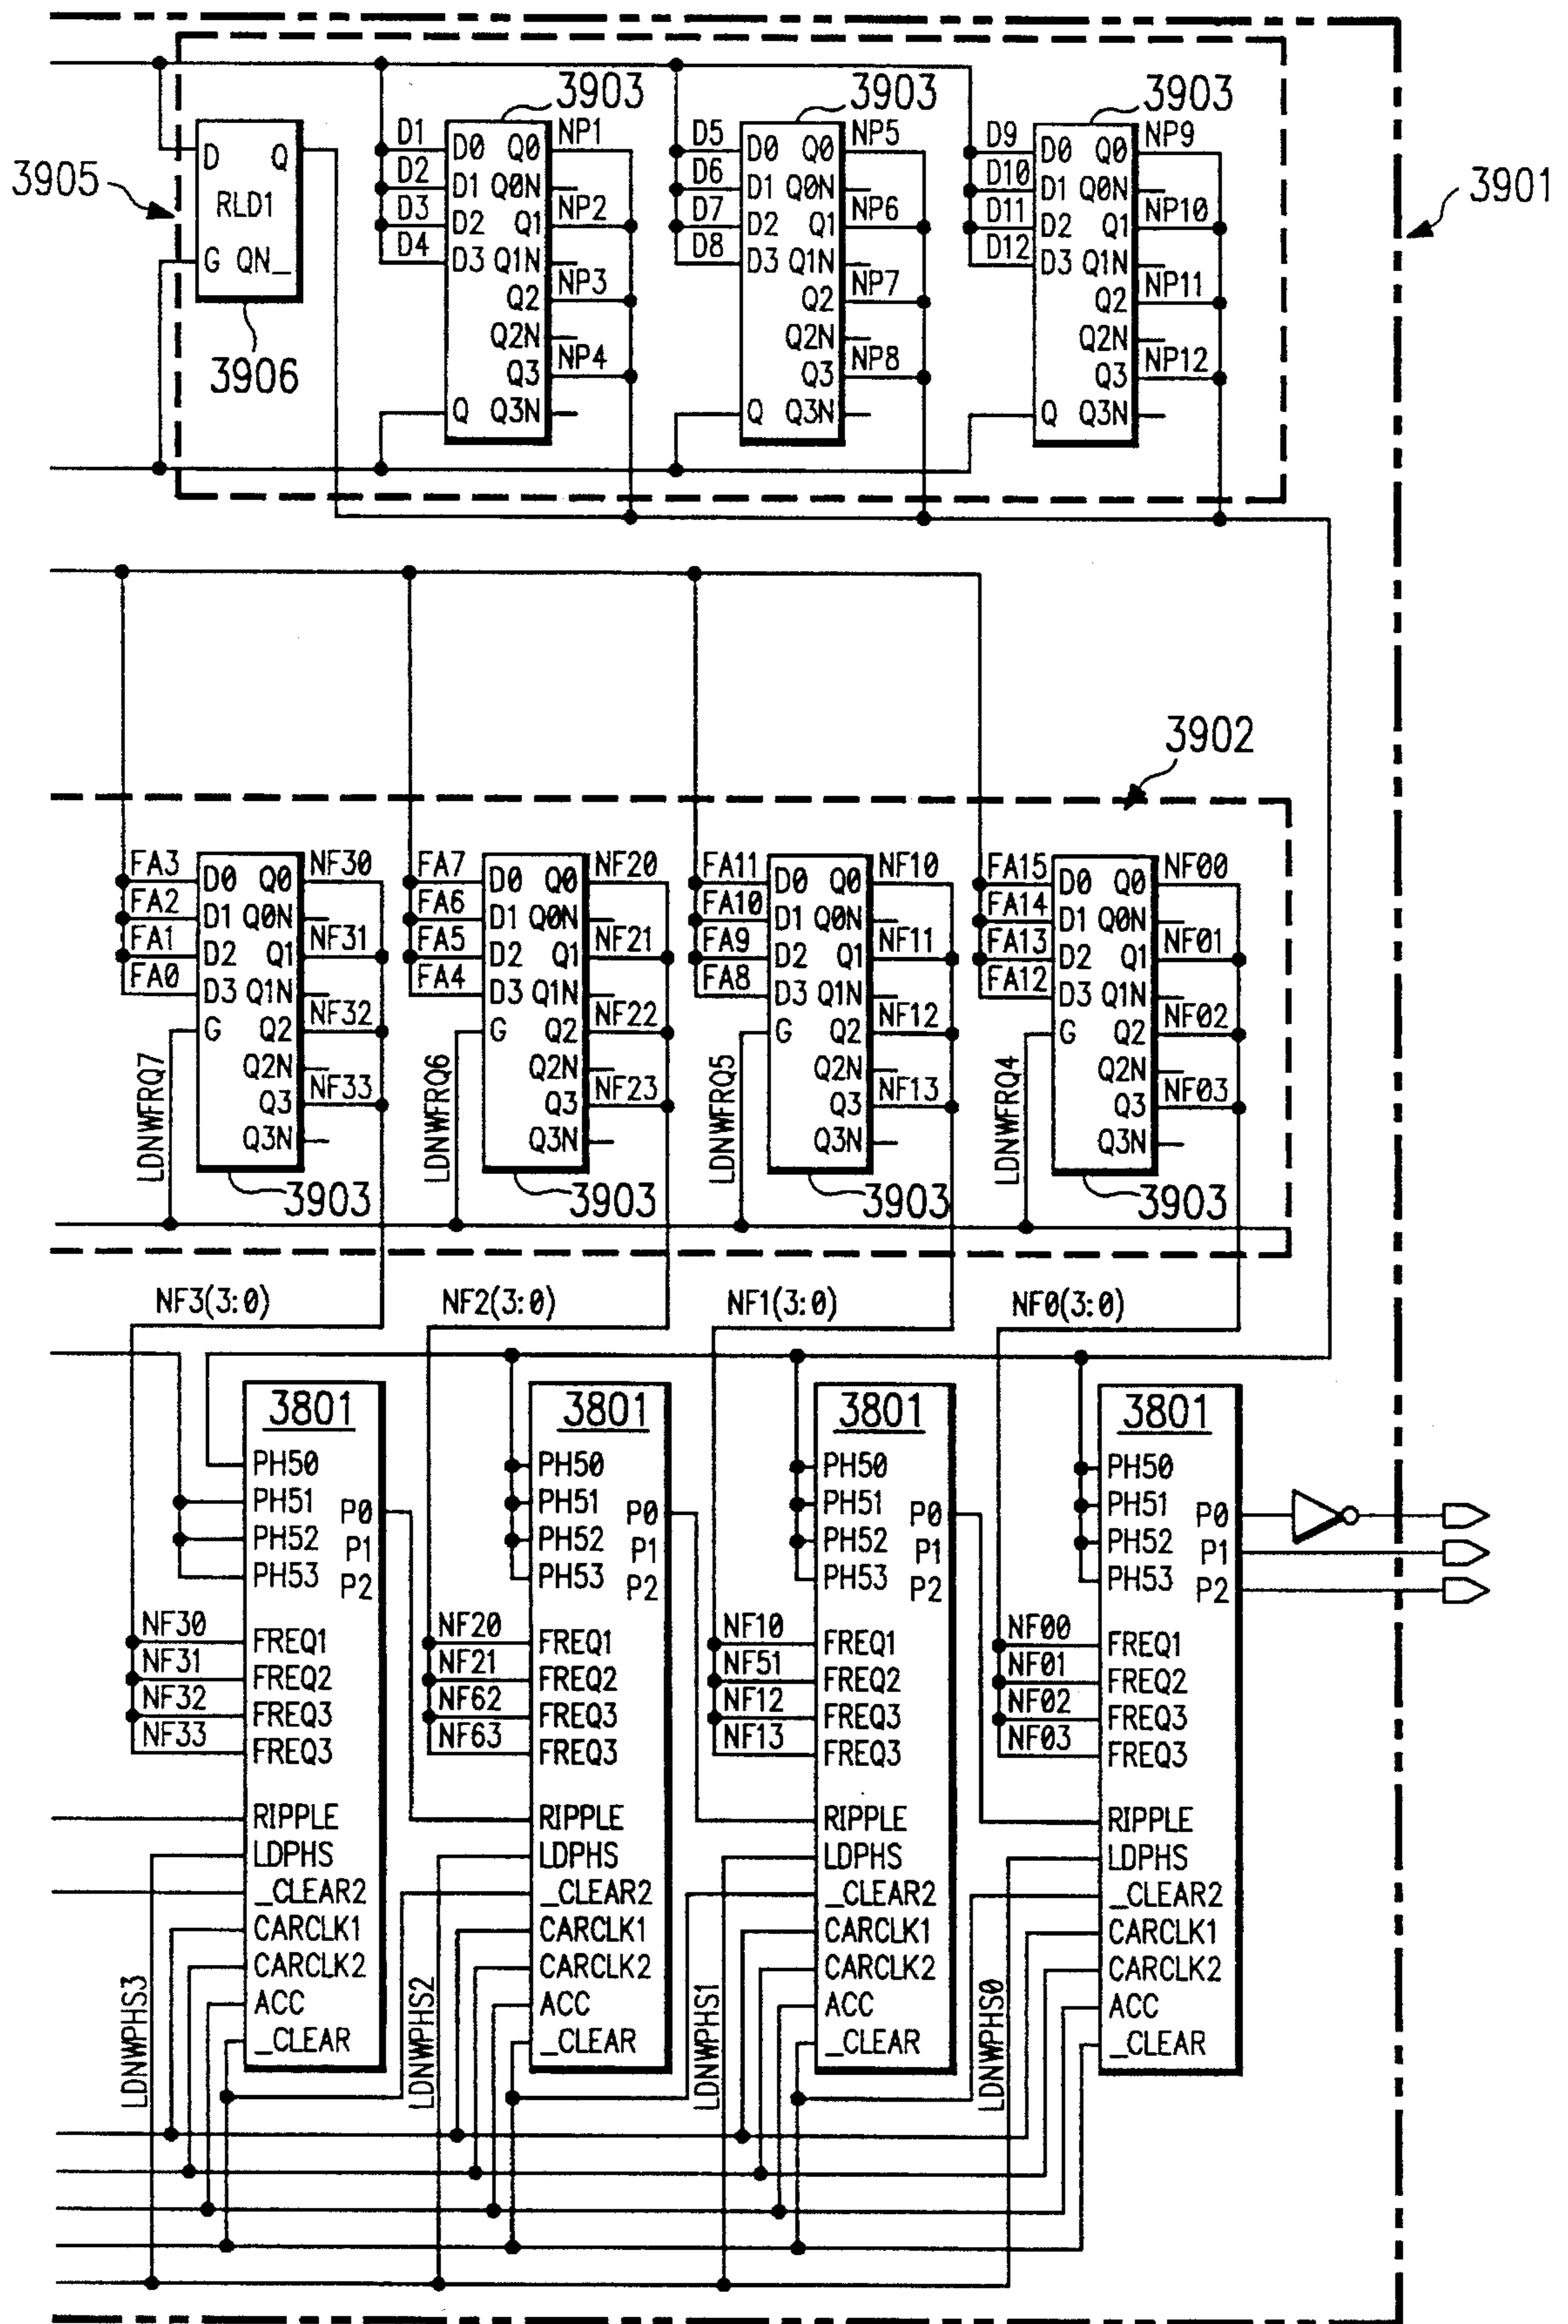 3903 3903 3903
D1 D0 Q0 NP1 D5 D0 Q0 NP5 D9 D0 Q0 NP9
D Q D2 D1 Q0N D6 D1 Q0N D10 D1 Q0N
3905 RLD1 D3 D2 Q1 NP2 D7 D2 Q1 NP6 D11 D2 Q1 NP10 3901
G QN_ D4 D3 Q1N D8 D3 Q1N D12 D3 Q1N
Q2 NP3 Q2 NP7 Q2 NP11
Q2N Q2N Q2N
3906 Q3 NP4 Q3 NP8 Q3 NP12
Q Q3N Q Q3N Q Q3N
3902
FA3 D0 Q0 NF30 FA7 D0 Q0 NF20 FA11 D0 Q0 NF10 FA15 D0 Q0 NF00
FA2 D1 Q0N FA6 D1 Q0N FA10 D1 Q0N FA14 D1 Q0N
FA1 D2 Q1 NF31 FA5 D2 Q1 NF21 FA9 D2 Q1 NF11 FA13 D2 Q1 NF01
FA0 D3 Q1N FA4 D3 Q1N FA8 D3 Q1N FA12 D3 Q1N
G Q2 NF32 G Q2 NF22 G Q2 NF12 G Q2 NF02
Q2N Q2N Q2N Q2N
Q3 NF33 Q3 NF23 Q3 NF13 Q3 NF03
Q3N Q3N Q3N Q3N
LDNWFRQ7 LDNWFRQ6 LDNWFRQ5 LDNWFRQ4
3903 3903 3903 3903
NF3(3:0) NF2(3:0) NF1(3:0) NF0(3:0)
3801 3801 3801 3801
PH50 PH50 PH50 PH50
PH51 P0 PH51 P0 PH51 P0 PH51 P0
PH52 P1 PH52 P1 PH52 P1 PH52 P1
PH53 P2 PH53 P2 PH53 P2 PH53 P2
NF30 FREQ1 NF20 FREQ1 NF10 FREQ1 NF00 FREQ1
NF31 FREQ2 NF21 FREQ2 NF51 FREQ2 NF01 FREQ2
NF32 FREQ3 NF62 FREQ3 NF12 FREQ3 NF02 FREQ3
NF33 FREQ3 NF63 FREQ3 NF13 FREQ3 NF03 FREQ3
RIPPLE RIPPLE RIPPLE RIPPLE
LDPHS LDPHS LDPHS LDPHS
_CLEAR2 _CLEAR2 _CLEAR2 _CLEAR2
CARCLK1 CARCLK1 CARCLK1 CARCLK1
CARCLK2 CARCLK2 CARCLK2 CARCLK2
ACC ACC ACC ACC
_CLEAR _CLEAR _CLEAR _CLEAR
LDNWPHS3 LDNWPHS2 LDNWPHS1 LDNWPHS0